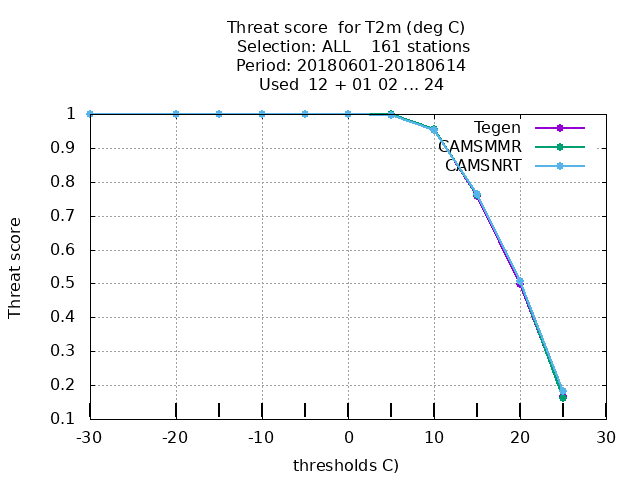 Threat score  for T2m (deg C)
Selection: ALL    161 stations
Period: 20180601-20180614
Used  12 + 01 02 ... 24
Threat score
1
0.9
0.8
0.7
0.6
0.5
0.4
0.3
0.2
0.1
Tegen
CAMSMMR
CAMSNRT
-30 -20 -10 0 10 20 30
thresholds C)